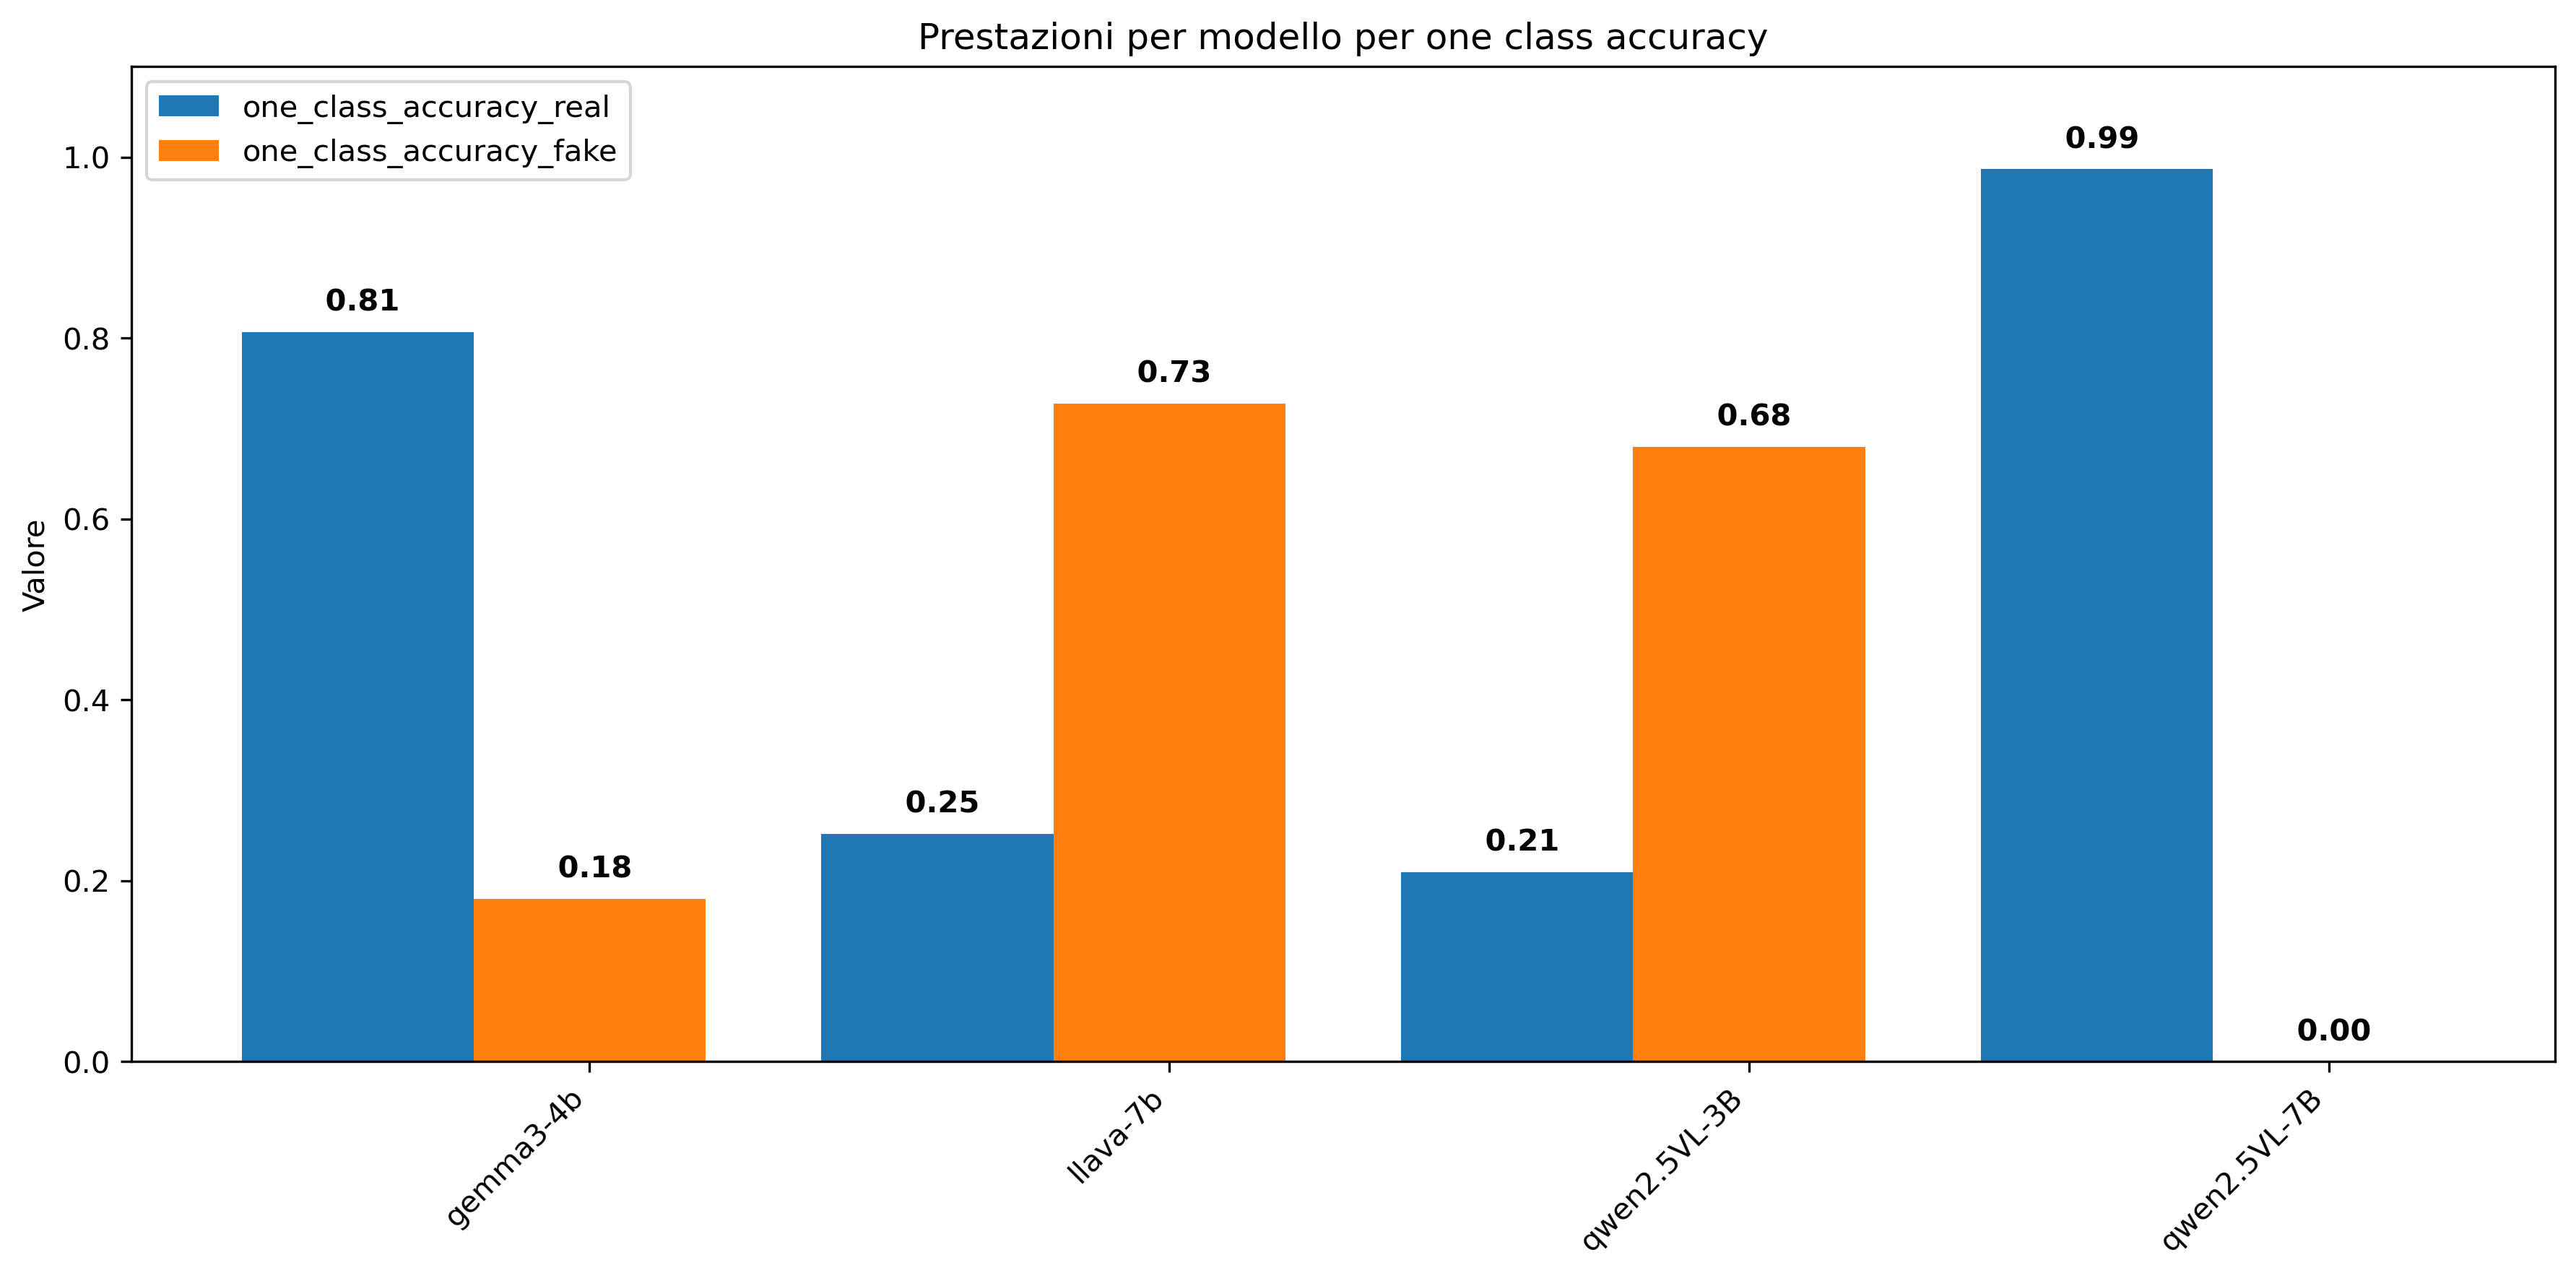 Prestazioni per modello per one class accuracy
one_class_accuracy_real
one_class_accuracy_fake
Valore
1.0
0.8
0.6
0.4
0.2
0.0
0.81
0.18
0.25
0.73
0.21
0.68
0.99
0.00
gemma3-4b
llava-7b
qwen2.5VL-3B
qwen2.5VL-7B